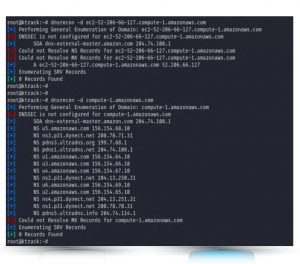 root@ktrack:~# dnsrecon -d ec2-52-206-66-127.compute-1.amazonaws.com
[*] Performing General Enumeration of Domain: ec2-52-206-66-127.compute-1.amazonaws.com
[-] DNSSEC is not configured for ec2-52-206-66-127.compute-1.amazonaws.com
[*] SOA dns-external-master.amazon.com 204.74.108.1
[-] Could not Resolve NS Records for ec2-52-206-66-127.compute-1.amazonaws.com
[-] Could not Resolve MX Records for ec2-52-206-66-127.compute-1.amazonaws.com
[*] A ec2-52-206-66-127.compute-1.amazonaws.com 52.206.66.127
[*] Enumerating SRV Records
[+] 0 Records Found
root@ktrack:~#
root@ktrack:~# dnsrecon -d compute-1.amazonaws.com
[*] Performing General Enumeration of Domain: compute-1.amazonaws.com
[-] DNSSEC is not configured for compute-1.amazonaws.com
[*] SOA dns-external-master.amazon.com 204.74.108.1
[*] NS u5.amazonaws.com 156.154.68.10
[*] NS ns3.p31.dynect.net 208.78.71.31
[*] NS pdns3.ultradns.org 199.7.68.1
[*] NS pdns1.ultradns.net 204.74.108.1
[*] NS u1.amazonaws.com 156.154.64.10
[*] NS u3.amazonaws.com 156.154.66.10
[*] NS u4.amazonaws.com 156.154.67.10
[*] NS ns2.p31.dynect.net 204.13.250.31
[*] NS u6.amazonaws.com 156.154.69.10
[*] NS u2.amazonaws.com 156.154.65.10
[*] NS ns4.p31.dynect.net 204.13.251.31
[*] NS ns1.p31.dynect.net 208.78.70.31
[*] NS pdns5.ultradns.info 204.74.114.1
[-] Could not Resolve MX Records for compute-1.amazonaws.com
[*] Enumerating SRV Records
[+] 0 Records Found
root@ktrack:~#